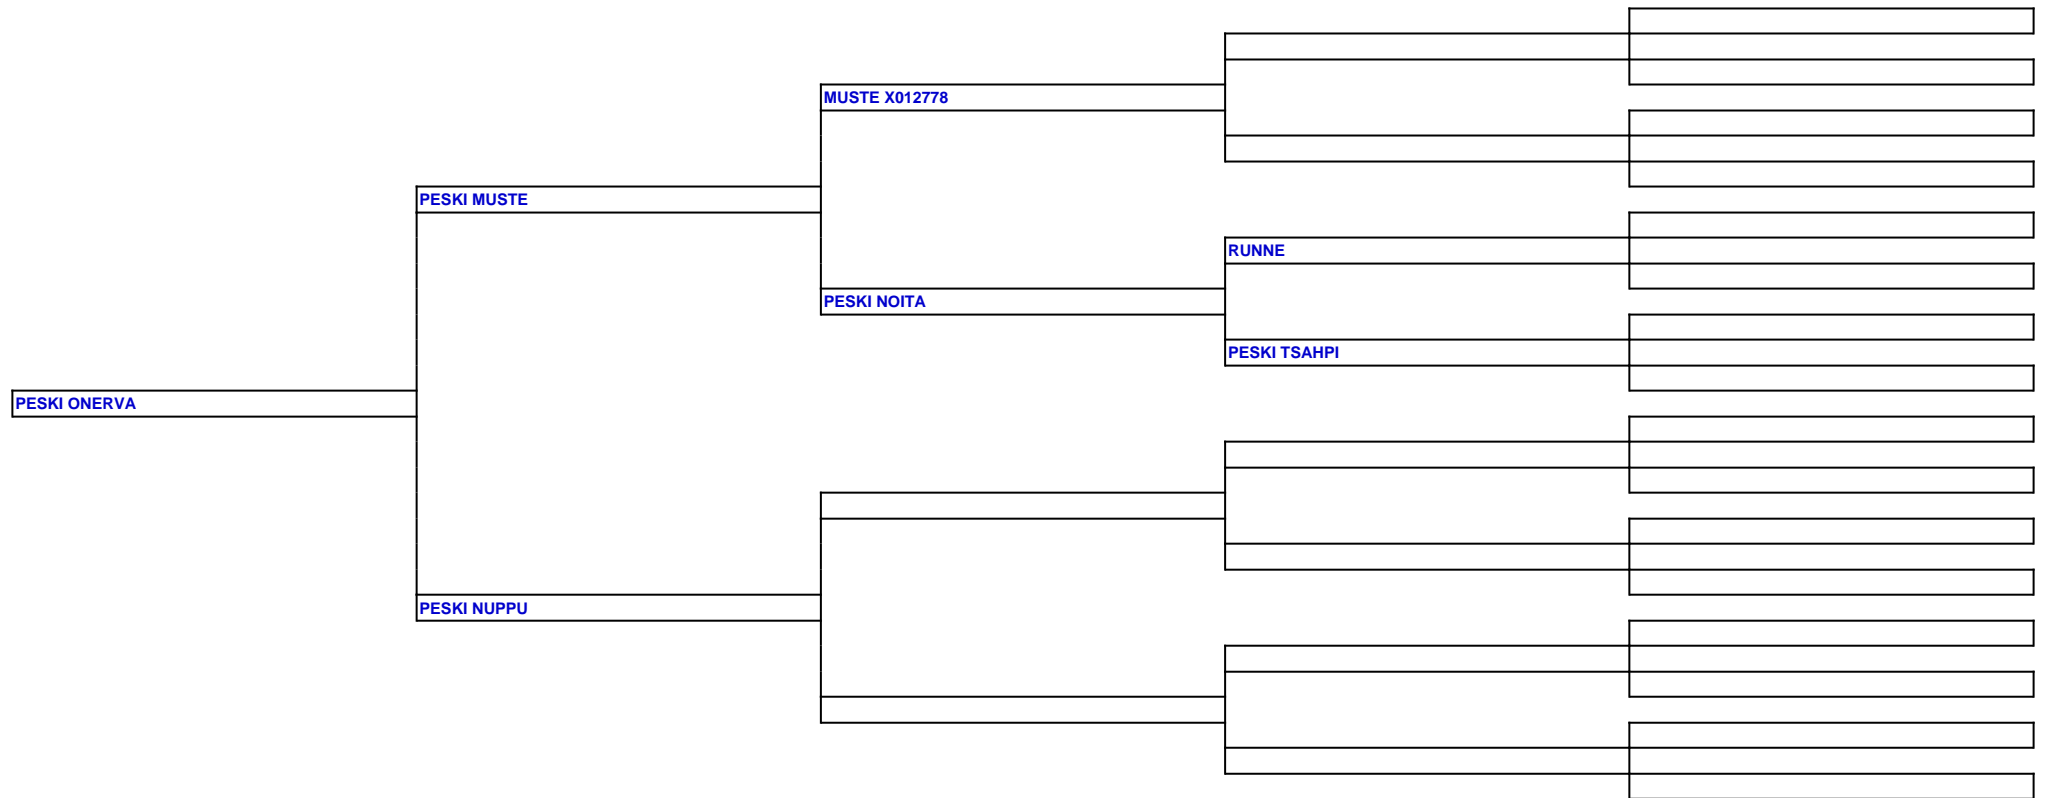 MUSTE X012778
PESKI MUSTE
RUNNE
PESKI NOITA
PESKI TSAHPI
PESKI ONERVA
PESKI NUPPU